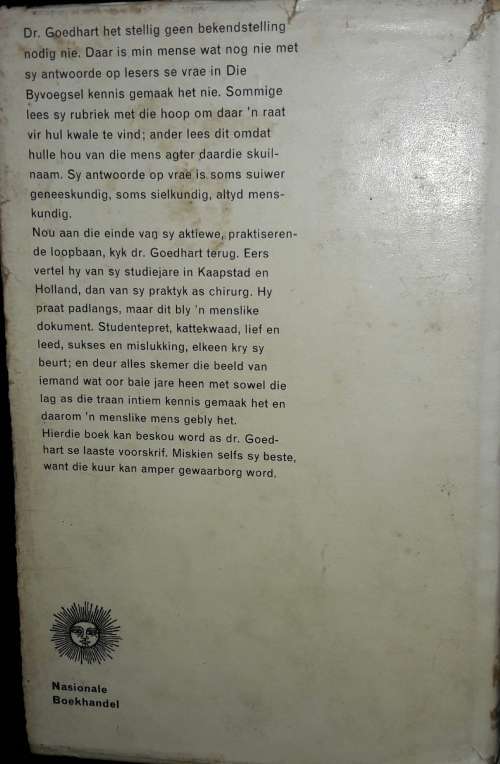 Dr. Goedhart het stellig geen bekendstelling
nodig nie. Daar is min mense wat nog nie met
sy antwoorde op lesers se vrae in Die
Byvoegsel kennis gemaak het nie. Sommige
lees sy rubriek met die hoop om daar 'n raat
vir hul kwale te vind; ander lees dit omdat
hulle hou van die mens agter daardie skuil-
naam. Sy antwoorde op vrae is soms suiwer
geneeskundig, soms sielkundig, altyd mens-
kundig.
Nou aan die einde van sy aktiewe, praktiseren-
de loopbaan, kyk dr. Goedhart terug. Eers
vertel hy van sy studiejare in Kaapstad en
Holland, dan van sy praktyk as chirurg. Hy
praat padlangs, maar dit bly 'n menslike
dokument. Studentepret, kattekwaad, lief en
leed, sukses en mislukking, elkeen kry sy
beurt; en deur alles skemer die beeld van
iemand wat oor baie jare heen met sowel die
lag as die traan intiem kennis gemaak het en
daarom 'n menslike mens gebly het.
Hierdie boek kan beskou word as dr. Goed-
hart se laaste voorskrif. Miskien selfs sy beste,
want die kuur kan amper gewaarborg word.
Nasionale
Boekhandel